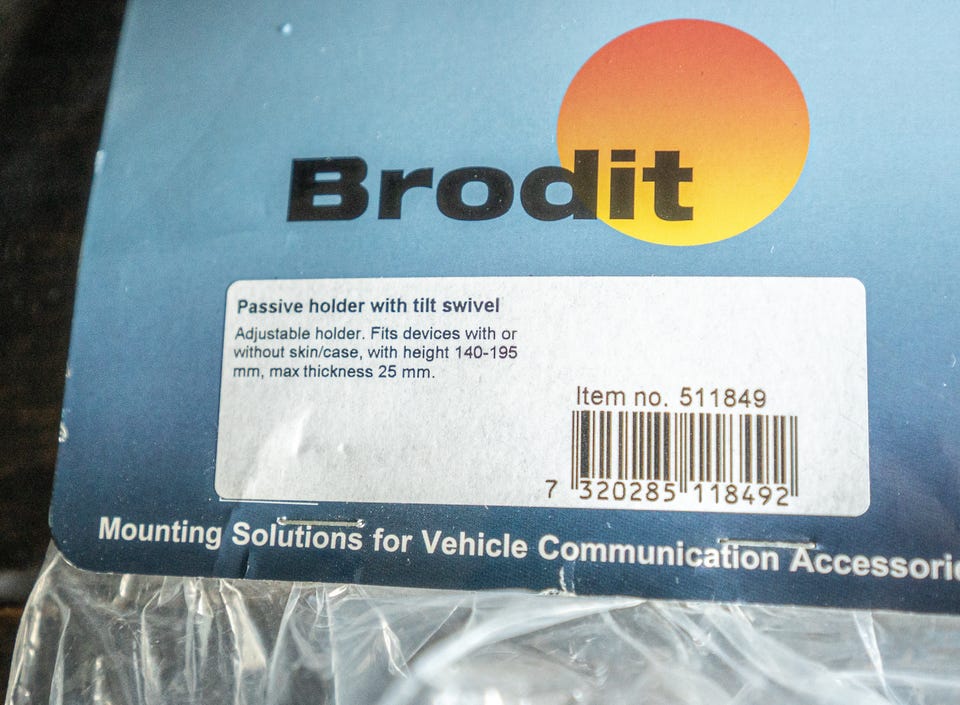 Brodit
Passive holder with tilt swivel
Adjustable holder. Fits devices with or
without skin/case, with height 140-195
mm, max thickness 25 mm.
Item no. 511849
7 320285 118492
Mounting Solutions for Vehicle Communication Accessorie